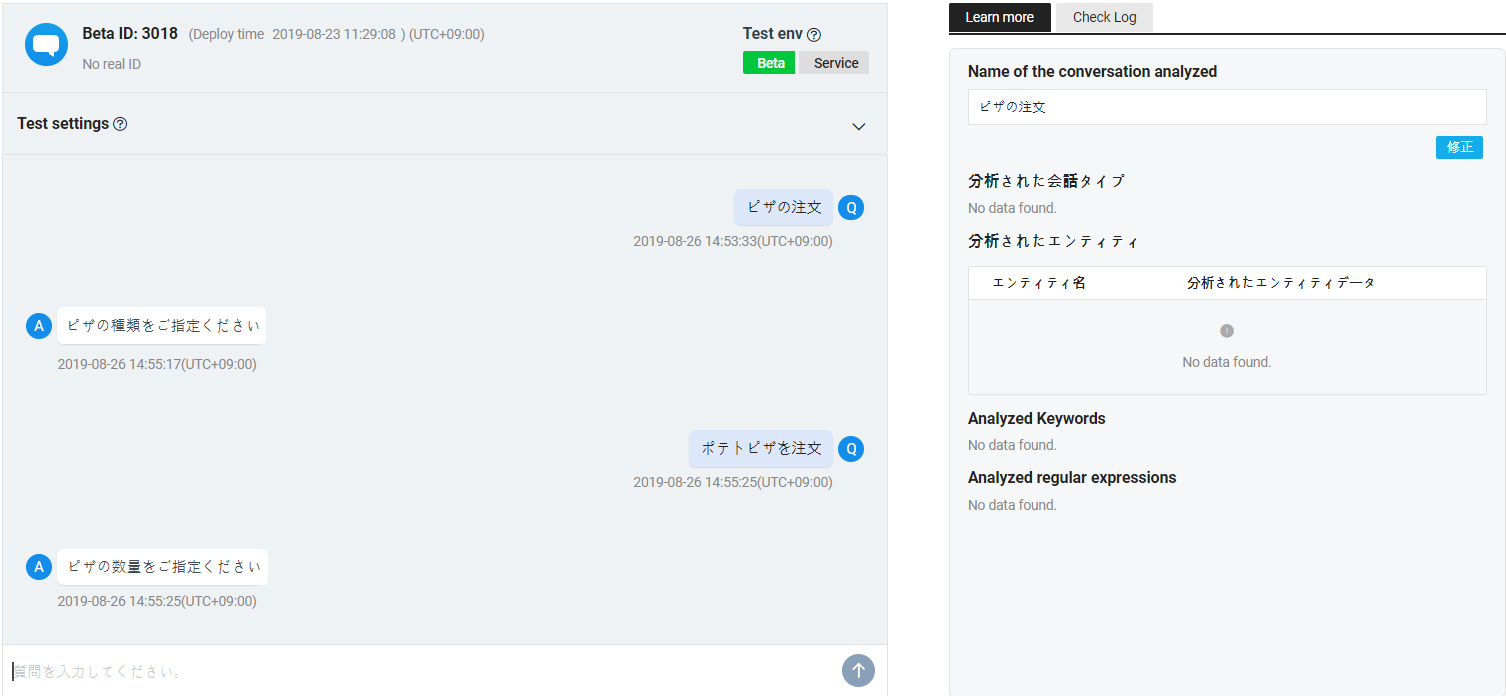 Beta ID: 3018 (Deploy time 2019-08-23 11:29:08 ) (UTC+09:00)
No real ID
Test env
Beta Service
Test settings
ピザの注文 Q
2019-08-26 14:53:33(UTC+09:00)
A ピザの種類をご指定ください
2019-08-26 14:55:17(UTC+09:00)
ポテトピザを注文 Q
2019-08-26 14:55:25(UTC+09:00)
A ピザの数量をご指定ください
2019-08-26 14:55:25(UTC+09:00)
質問を入力してください。
Learn more Check Log
Name of the conversation analyzed
ピザの注文
修正
分析された会話タイプ
No data found.
分析されたエンティティ
エンティティ名 分析されたエンティティデータ
No data found.
Analyzed Keywords
No data found.
Analyzed regular expressions
No data found.